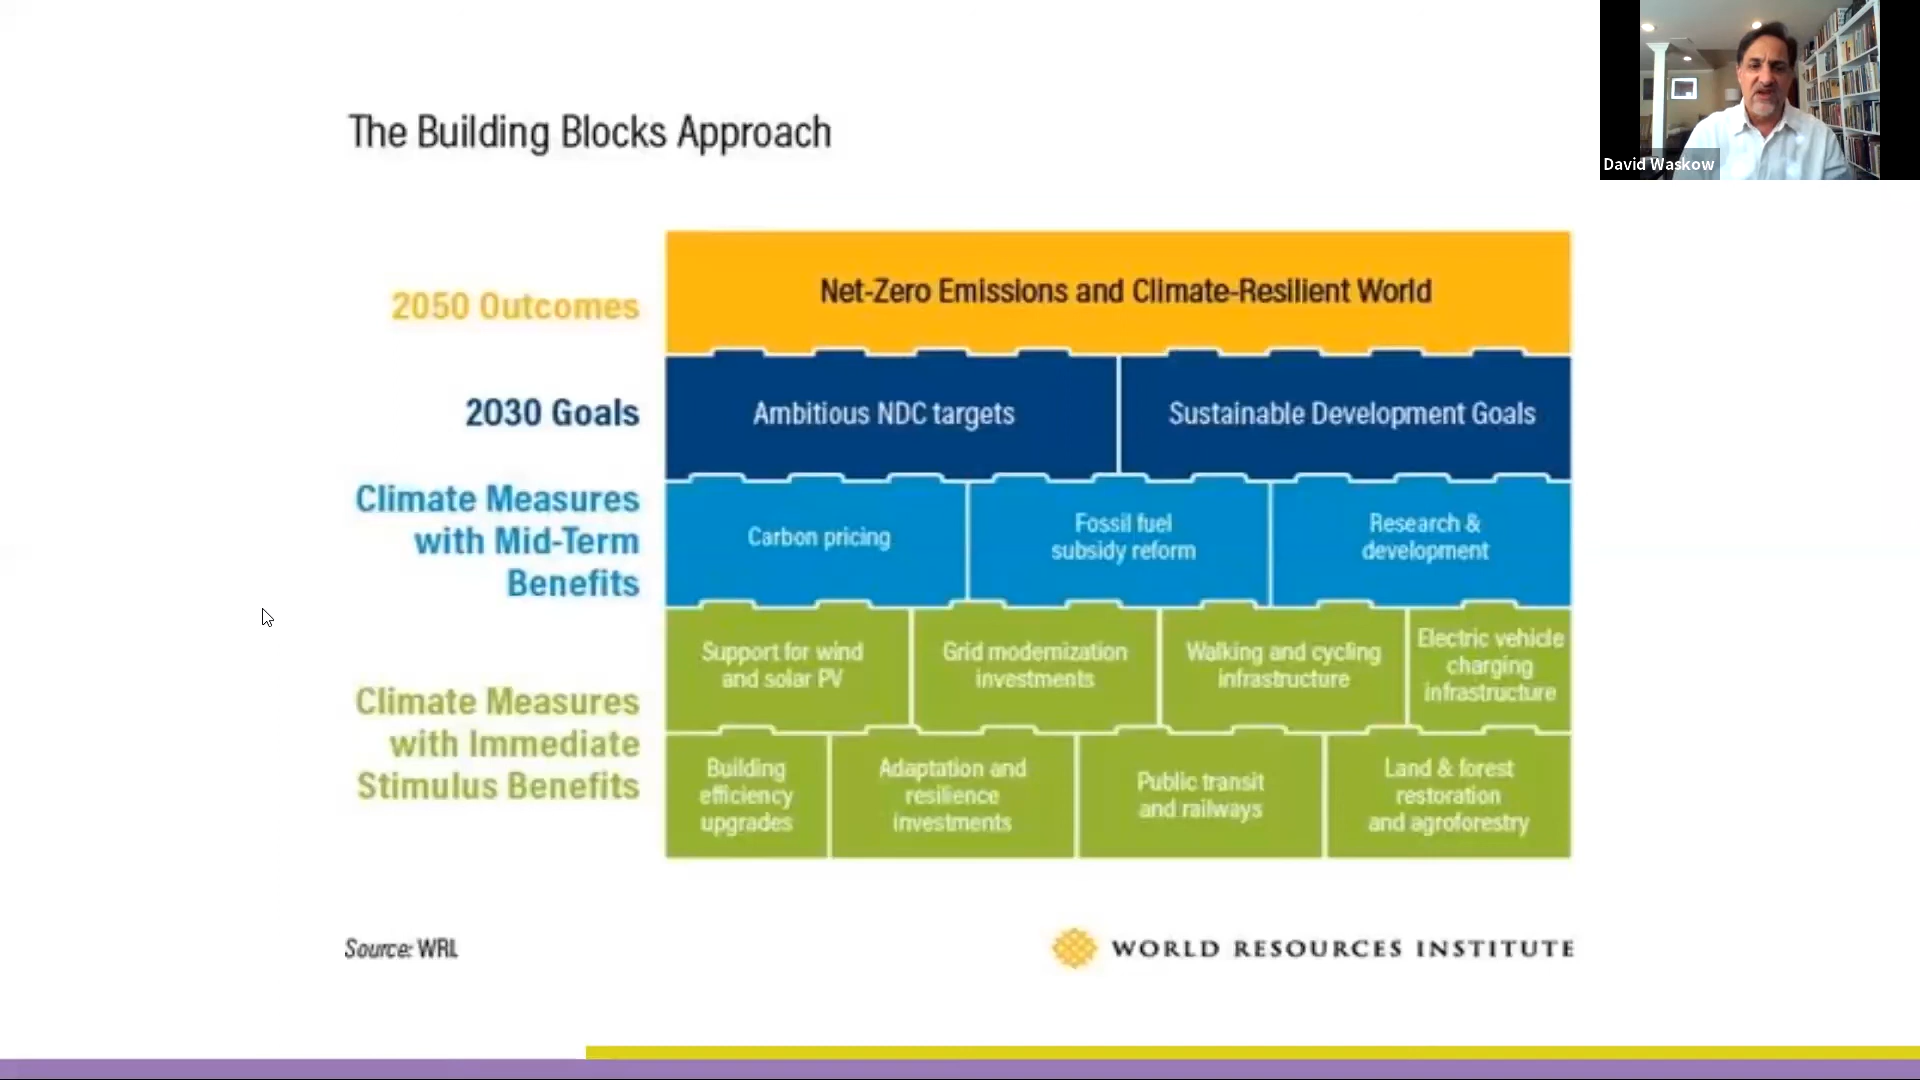 David Waskow
The Building Blocks Approach
2050 Outcomes
Net-Zero Emissions and Climate-Resilient World
2030 Goals
Ambitious NDC targets
Sustainable Development Goals
Climate Measures
with Mid-Term
Benefits
Carbon pricing
Fossil fuel
subsidy reform
Research &
development
Climate Measures
with Immediate
Stimulus Benefits
Support for wind
and solar PV
Grid modernization
investments
Walking and cycling
infrastructure
Electric vehicle
charging
infrastructure
Building
efficiency
upgrades
Adaptation and
resilience
investments
Public transit
and railways
Land & forest
restoration
and agroforestry
Source: WRI.
WORLD RESOURCES INSTITUTE